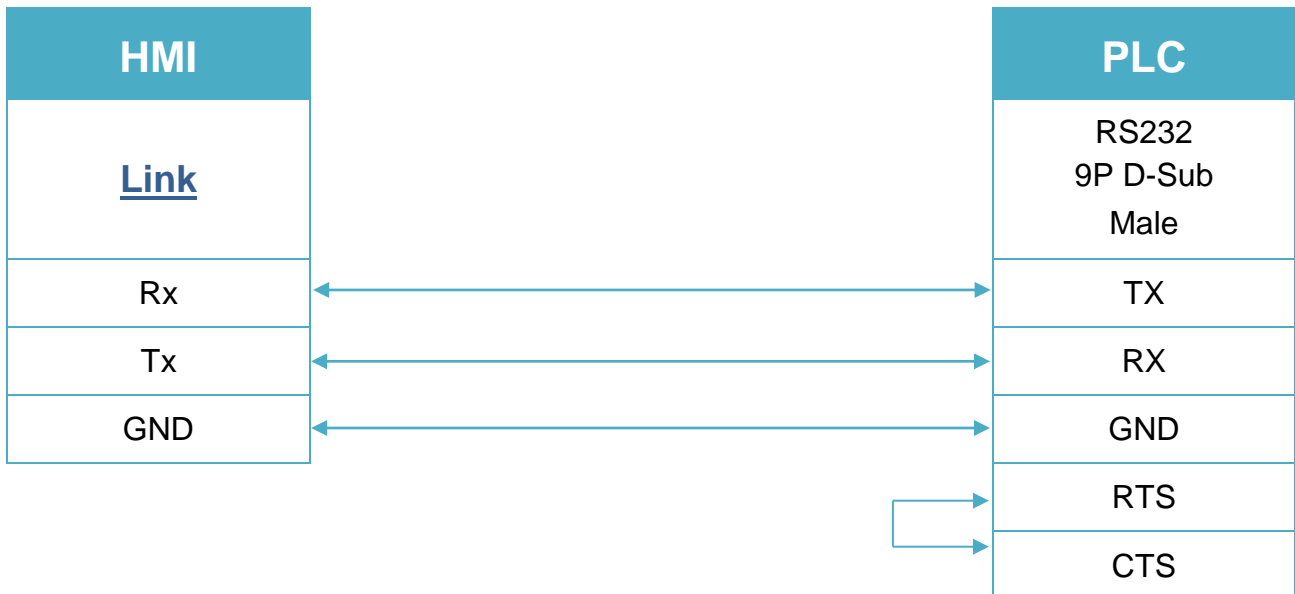 HMI
PLC
Link
RS232
9P D-Sub
Male
Rx
TX
Tx
RX
GND
GND
RTS
CTS